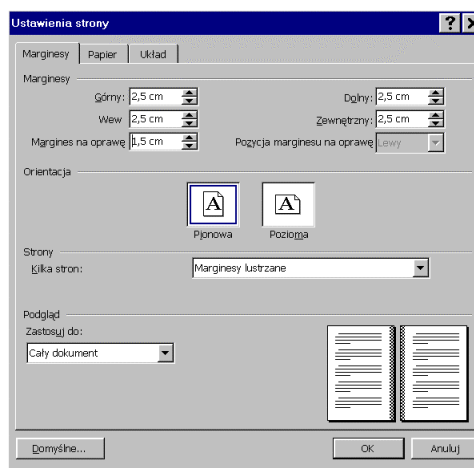 Ustawienia strony
Marginesy Papier Układ
Marginesy
Górny: 2,5 cm Dolny: 2,5 cm
Wew 2,5 cm Zewnętrzny: 2,5 cm
Margines na oprawę 1,5 cm Pozycja marginesu na oprawę Lewy
Orientacja
A A
Pionowa Pozioma
Strony
Kilka stron: Marginesy lustrzane
Podgląd
Zastosuj do:
Cały dokument
Domyślne... OK Anuluj